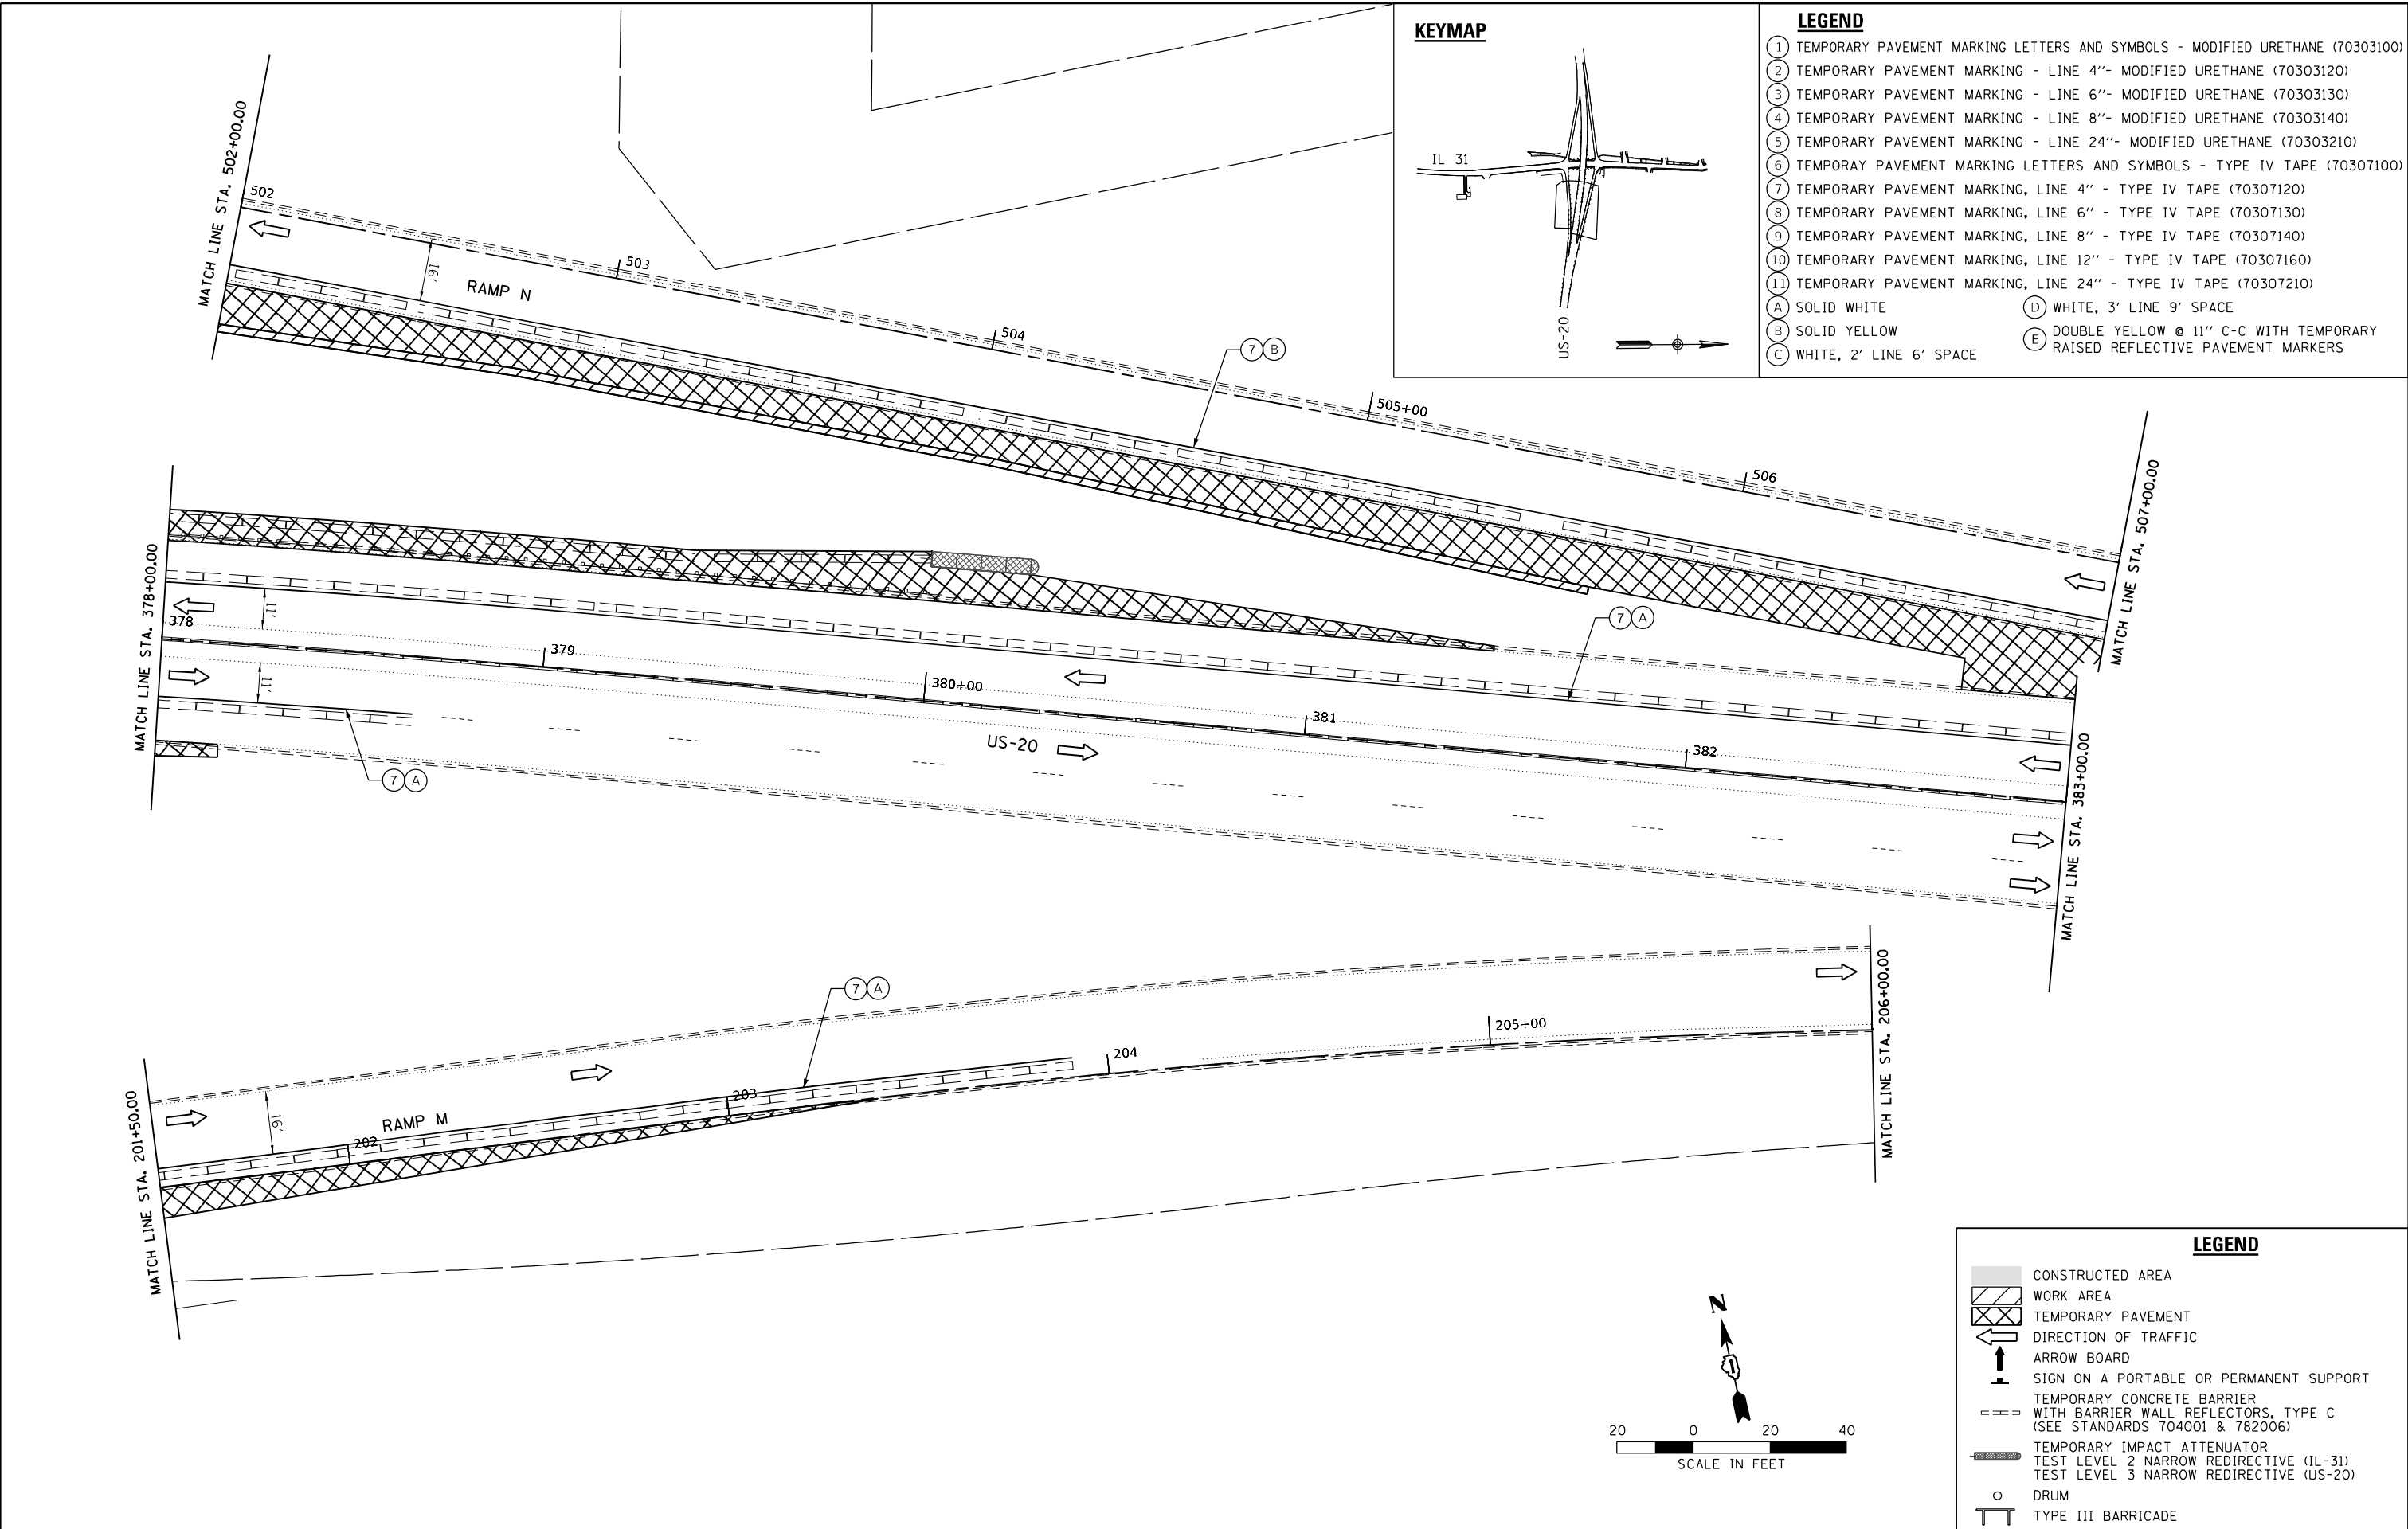 KEYMAP
IL 31
US-20
LEGEND
1 TEMPORARY PAVEMENT MARKING LETTERS AND SYMBOLS - MODIFIED URETHANE (70303100)
2 TEMPORARY PAVEMENT MARKING - LINE 4''- MODIFIED URETHANE (70303120)
3 TEMPORARY PAVEMENT MARKING - LINE 6''- MODIFIED URETHANE (70303130)
4 TEMPORARY PAVEMENT MARKING - LINE 8''- MODIFIED URETHANE (70303140)
5 TEMPORARY PAVEMENT MARKING - LINE 24''- MODIFIED URETHANE (70303210)
6 TEMPORAY PAVEMENT MARKING LETTERS AND SYMBOLS - TYPE IV TAPE (70307100)
7 TEMPORARY PAVEMENT MARKING, LINE 4'' - TYPE IV TAPE (70307120)
8 TEMPORARY PAVEMENT MARKING, LINE 6'' - TYPE IV TAPE (70307130)
9 TEMPORARY PAVEMENT MARKING, LINE 8'' - TYPE IV TAPE (70307140)
10 TEMPORARY PAVEMENT MARKING, LINE 12'' - TYPE IV TAPE (70307160)
11 TEMPORARY PAVEMENT MARKING, LINE 24'' - TYPE IV TAPE (70307210)
A SOLID WHITE
B SOLID YELLOW
C WHITE, 2' LINE 6' SPACE
D WHITE, 3' LINE 9' SPACE
E DOUBLE YELLOW @ 11'' C-C WITH TEMPORARY
RAISED REFLECTIVE PAVEMENT MARKERS
MATCH LINE STA. 502+00.00
502
16'
RAMP N
503
504
7 B
505+00
506
MATCH LINE STA. 507+00.00
MATCH LINE STA. 378+00.00
378
11'
11'
379
7 A
380+00
US-20
381
7 A
382
MATCH LINE STA. 383+00.00
MATCH LINE STA. 201+50.00
16'
RAMP M
202
203
7 A
204
205+00
MATCH LINE STA. 206+00.00
N
20 0 20 40
SCALE IN FEET
LEGEND
CONSTRUCTED AREA
WORK AREA
TEMPORARY PAVEMENT
DIRECTION OF TRAFFIC
ARROW BOARD
SIGN ON A PORTABLE OR PERMANENT SUPPORT
TEMPORARY CONCRETE BARRIER
WITH BARRIER WALL REFLECTORS, TYPE C
(SEE STANDARDS 704001 & 782006)
TEMPORARY IMPACT ATTENUATOR
TEST LEVEL 2 NARROW REDIRECTIVE (IL-31)
TEST LEVEL 3 NARROW REDIRECTIVE (US-20)
DRUM
TYPE III BARRICADE